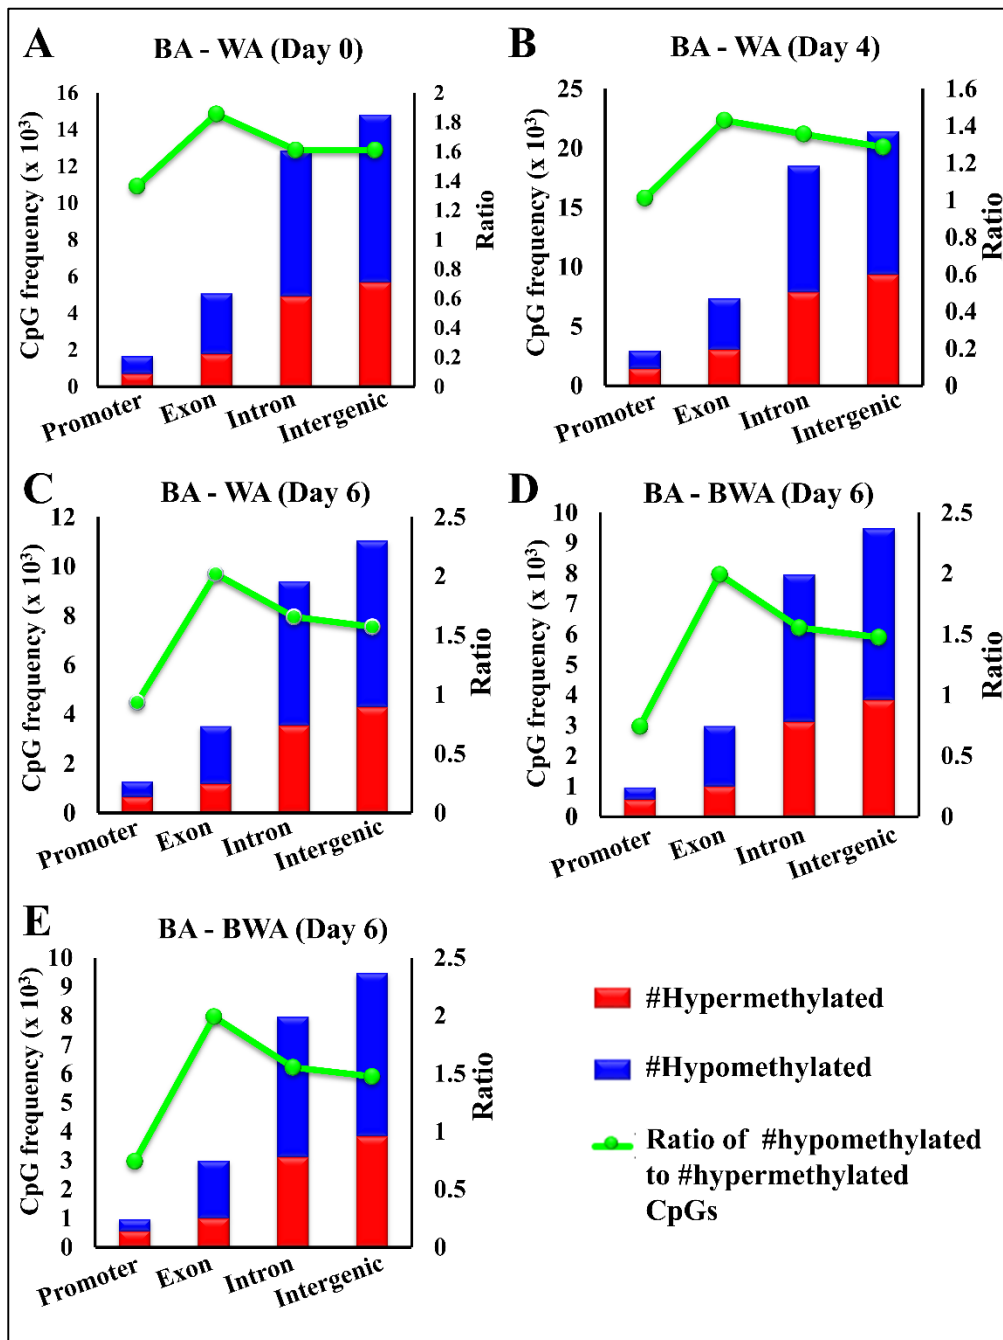 A
BA - WA (Day 0)
CpG frequency (x 10³)
16
14
12
10
8
6
4
2
0
2
1.8
1.6
1.4
1.2
1
0.8
0.6
0.4
0.2
0
Ratio
Promoter
Exon
Intron
Intergenic
B
BA - WA (Day 4)
CpG frequency (x 10³)
25
20
15
10
5
0
1.6
1.4
1.2
1
0.8
0.6
0.4
0.2
0
Ratio
Promoter
Exon
Intron
Intergenic
C
BA - WA (Day 6)
CpG frequency (x 10³)
12
10
8
6
4
2
0
2.5
2
1.5
1
0.5
0
Ratio
Promoter
Exon
Intron
Intergenic
D
BA - BWA (Day 6)
CpG frequency (x 10³)
10
9
8
7
6
5
4
3
2
1
0
2.5
2
1.5
1
0.5
0
Ratio
Promoter
Exon
Intron
Intergenic
E
BA - BWA (Day 6)
CpG frequency (x 10³)
10
9
8
7
6
5
4
3
2
1
0
2.5
2
1.5
1
0.5
0
Ratio
Promoter
Exon
Intron
Intergenic
#Hypermethylated
#Hypomethylated
Ratio of #hypomethylated
to #hypermethylated
CpGs